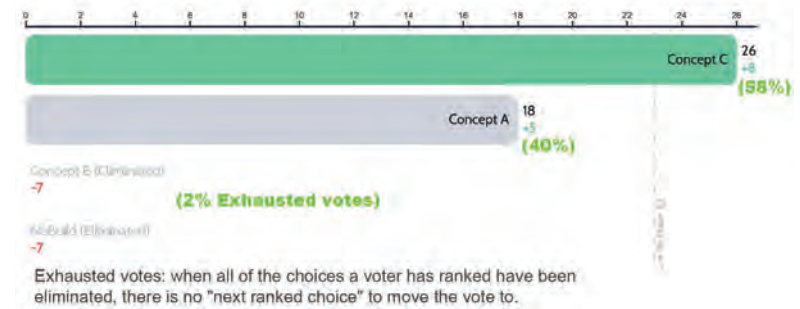 0 2 4 6 8 10 12 14 16 18 20 22 24 26
Concept C
26
+8
(58%)
Concept A
18
+5
(40%)
Concept B (Eliminated)
-7
(2% Exhausted votes)
NoBuild (Eliminated)
-7
Exhausted votes: when all of the choices a voter has ranked have been
eliminated, there is no "next ranked choice" to move the vote to.